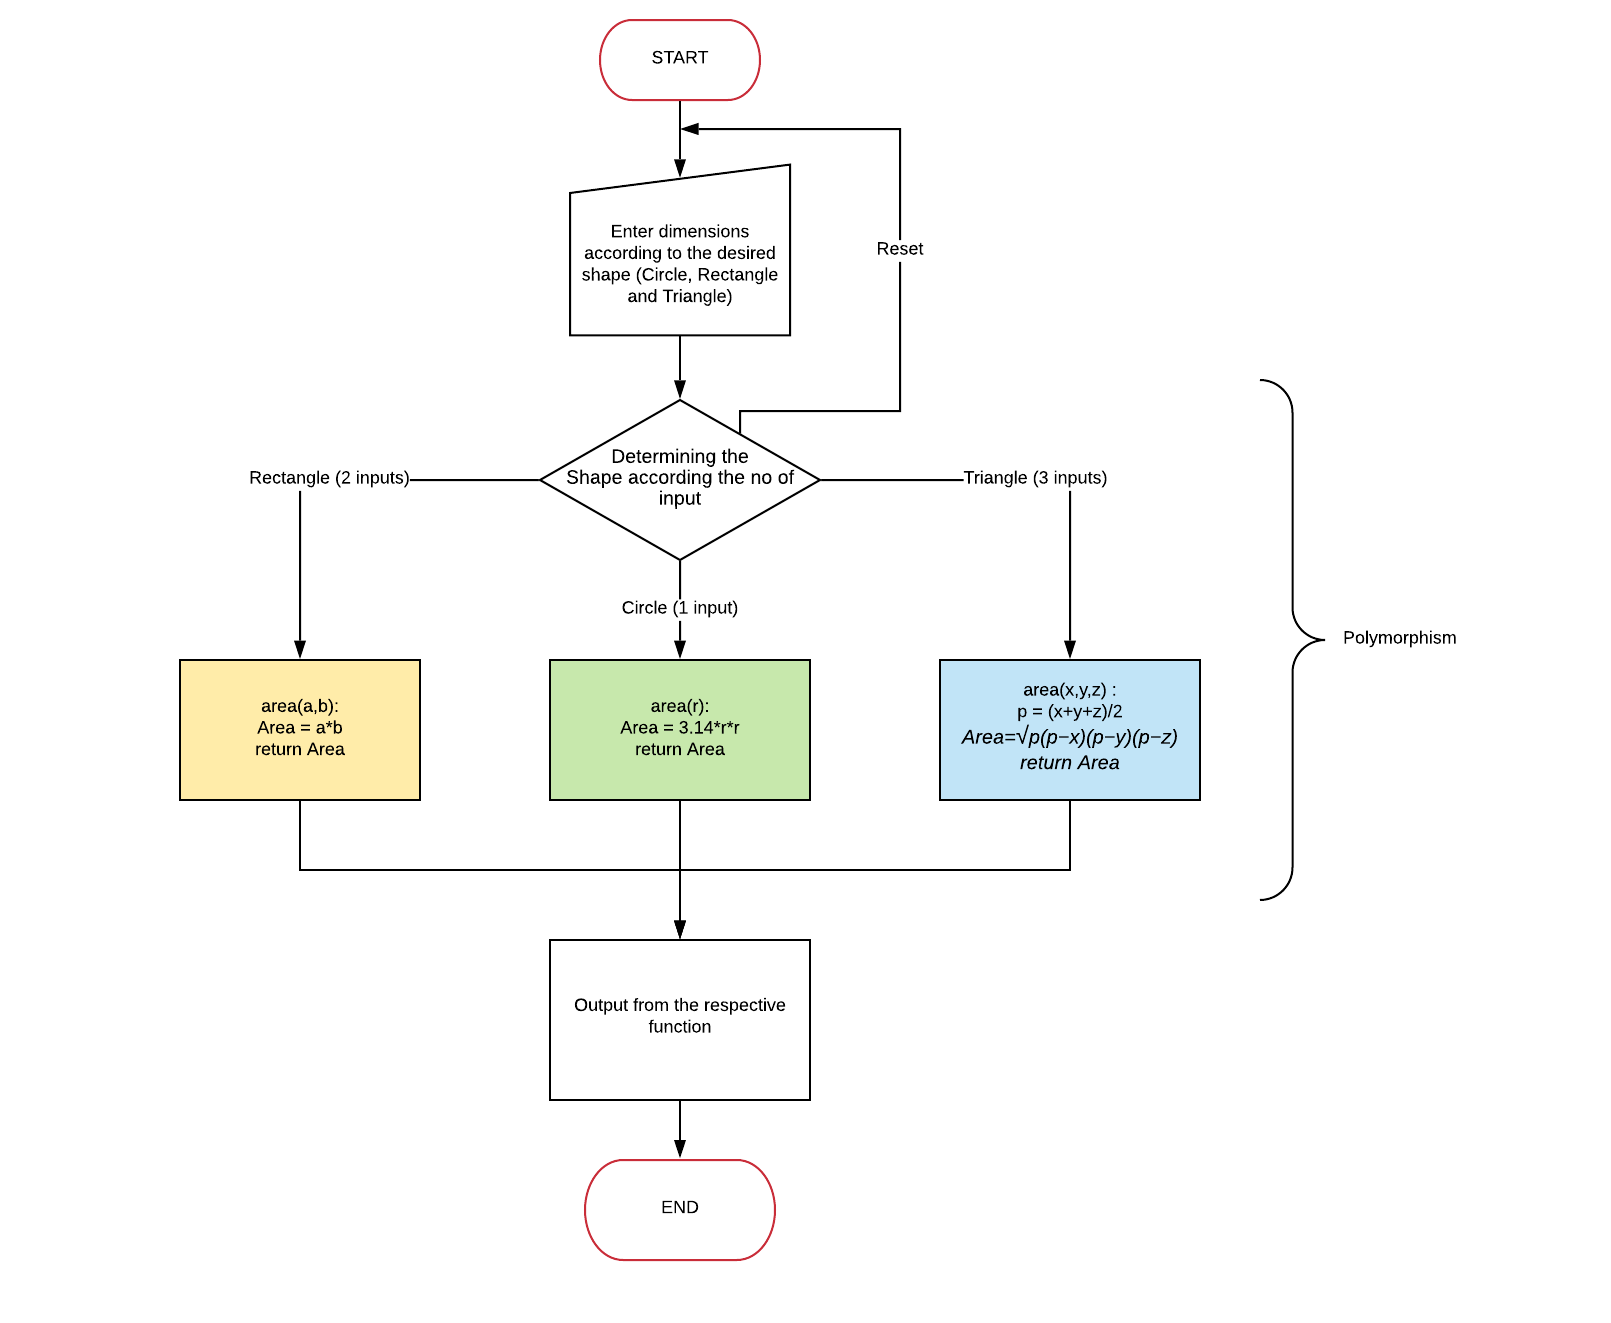 START
Enter dimensions
according to the desired
shape (Circle, Rectangle
and Triangle)
Reset
Determining the
Shape according the no of
input
Rectangle (2 inputs)
Triangle (3 inputs)
Circle (1 input)
Polymorphism
area(a,b):
Area = a*b
return Area
area(r):
Area = 3.14*r*r
return Area
area(x,y,z) :
p = (x+y+z)/2
Area=√p(p−x)(p−y)(p−z)
return Area
Output from the respective
function
END